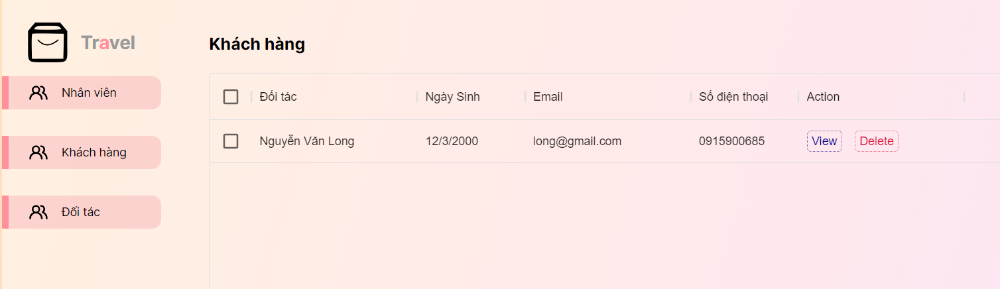 Travel
Nhân viên
Khách hàng
Đối tác
Khách hàng
Đối tác Ngày Sinh Email Số điện thoại Action
Nguyễn Văn Long 12/3/2000 long@gmail.com 0915900685 View Delete